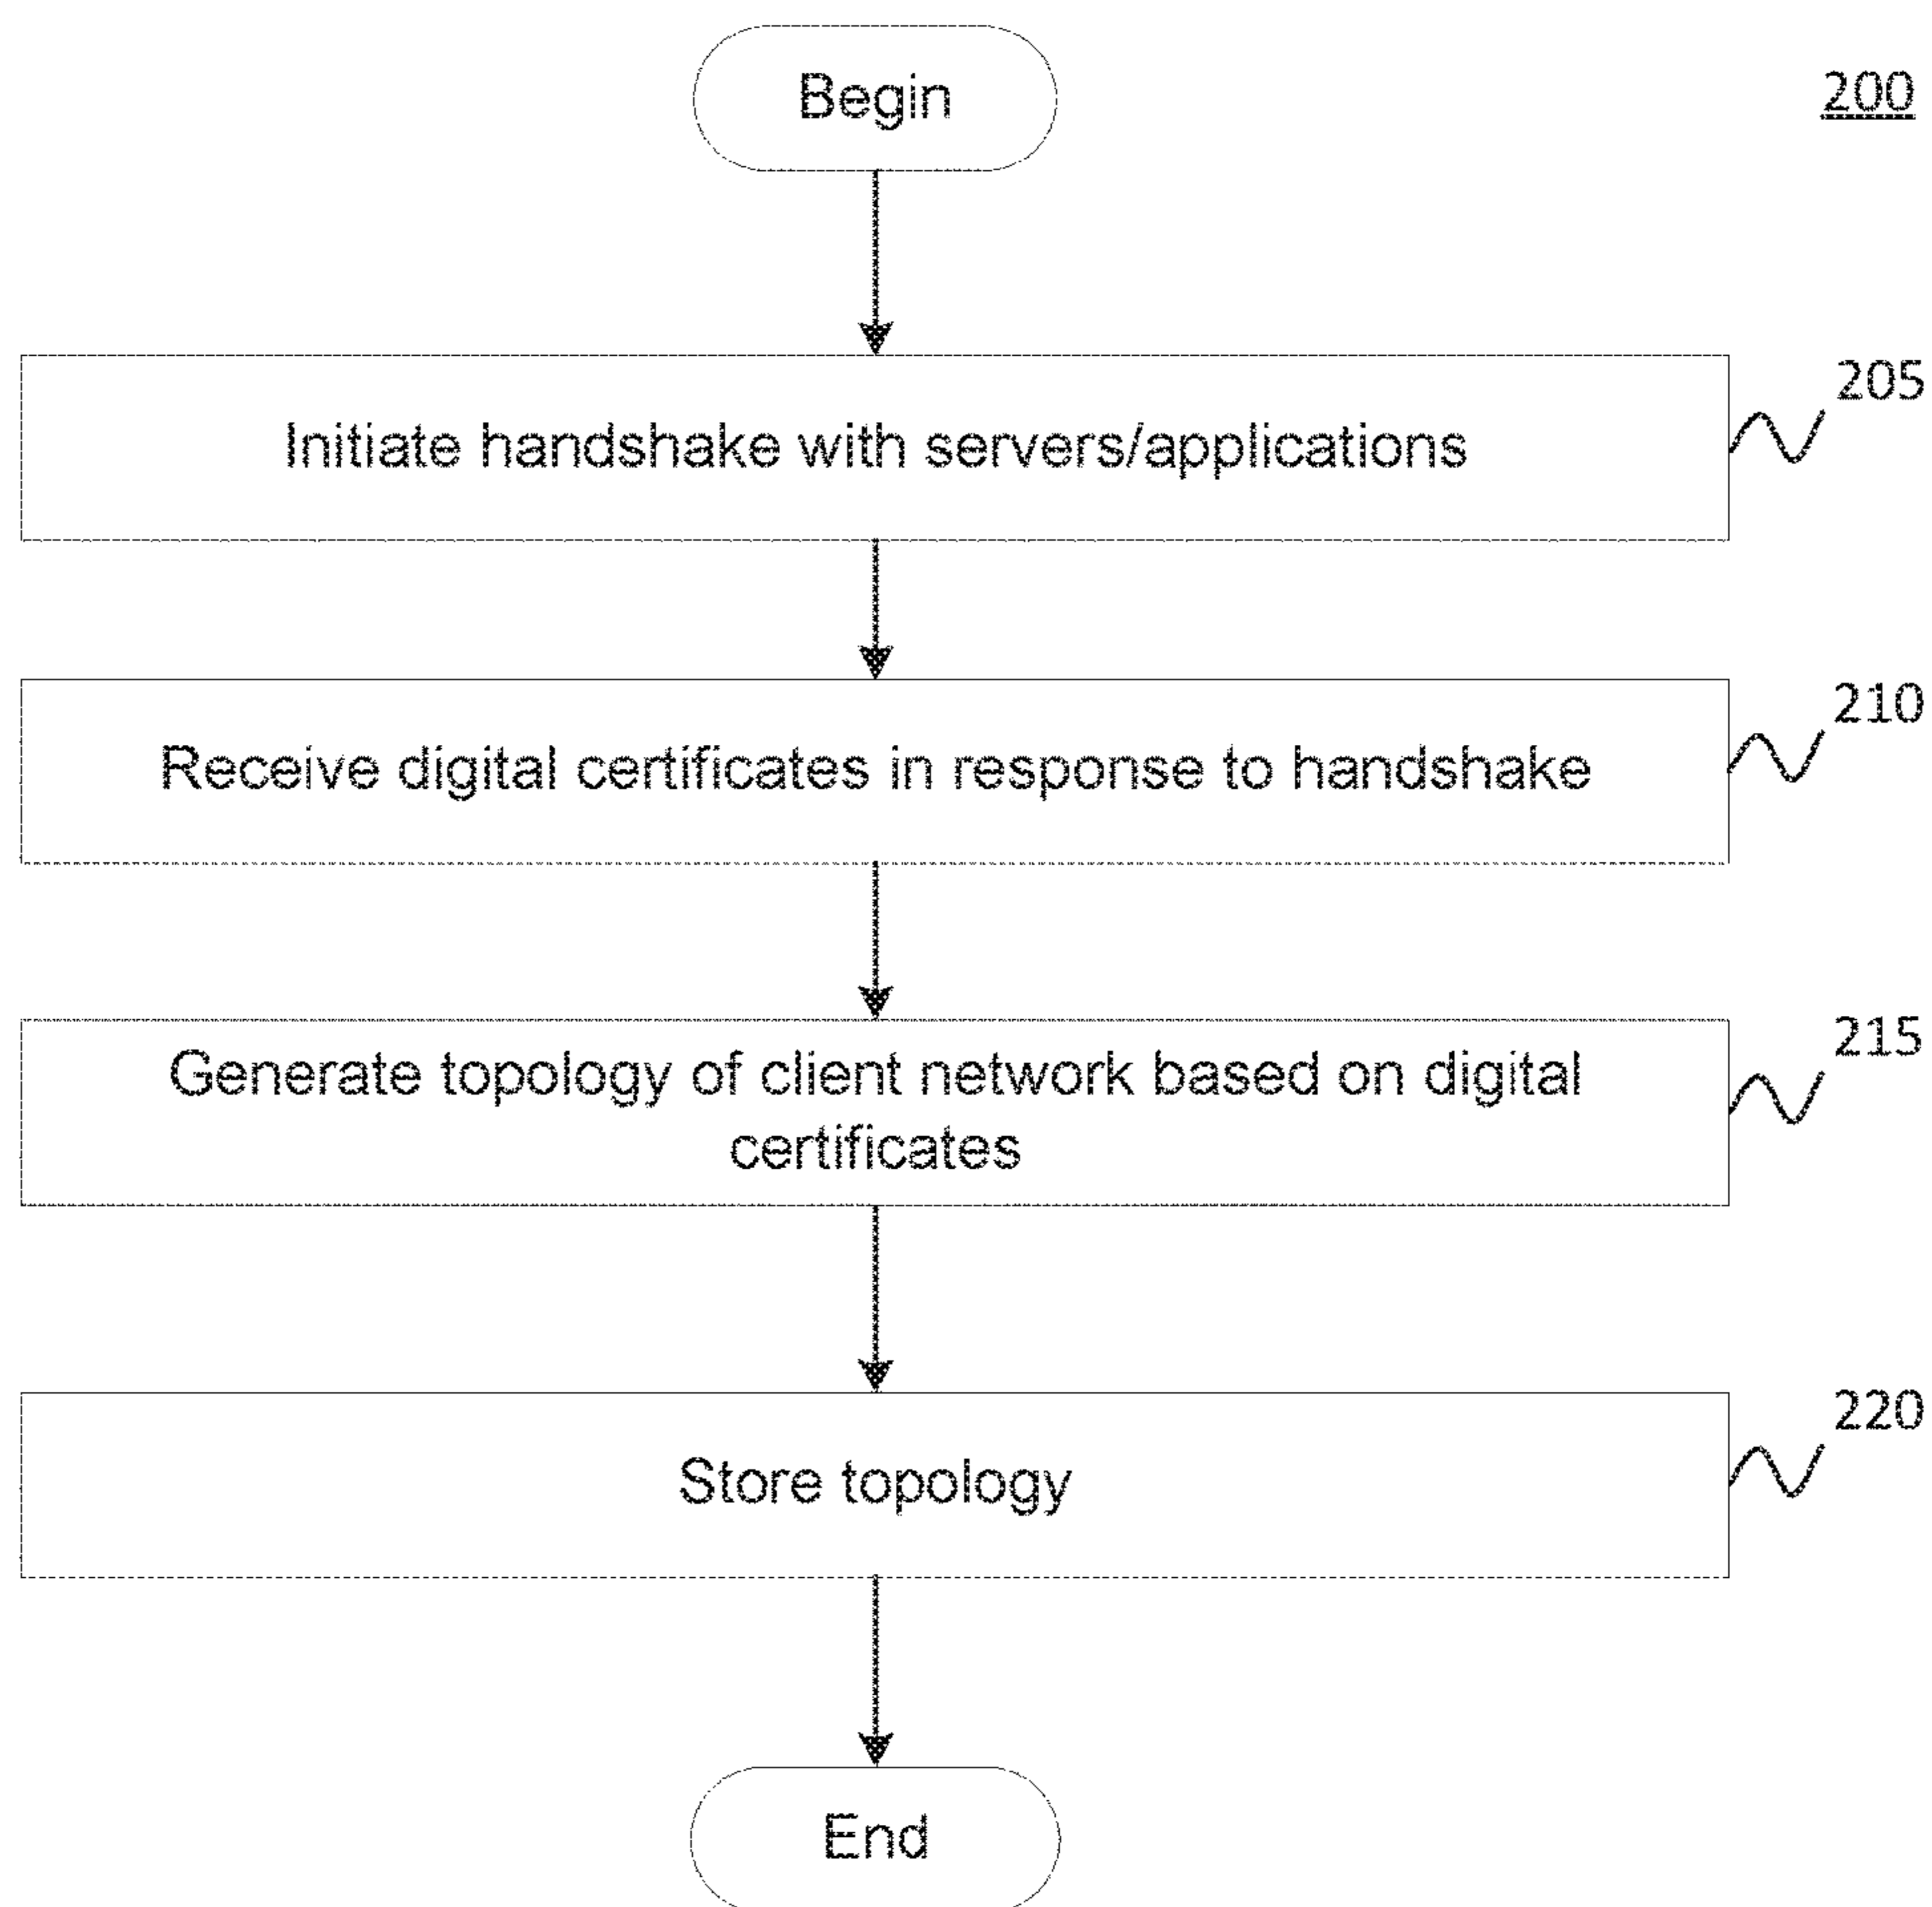 Begin
200
205
Initiate handshake with servers/applications
210
Receive digital certificates in response to handshake
215
Generate topology of client network based on digital
certificates
220
Store topology
End